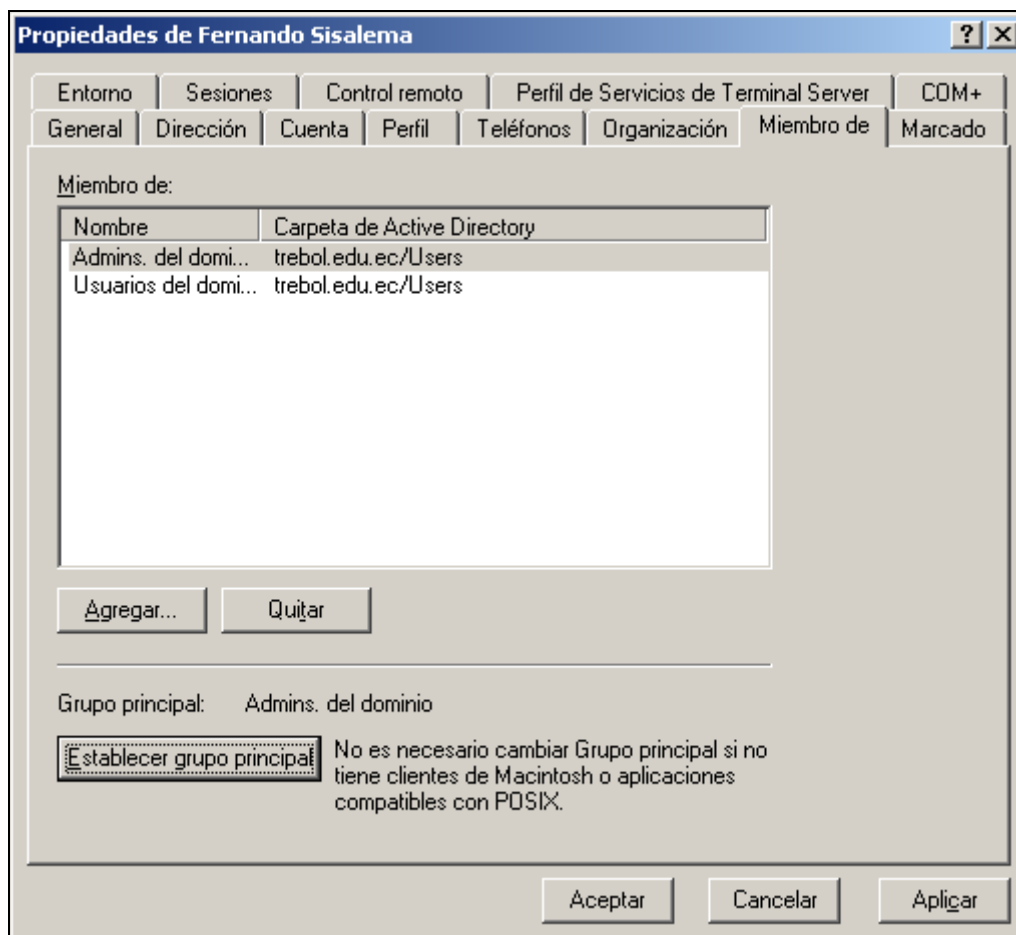 Propiedades de Fernando Sisalema
Entorno Sesiones Control remoto Perfil de Servicios de Terminal Server COM+
General Dirección Cuenta Perfil Teléfonos Organización Miembro de Marcado
Miembro de:
Nombre Carpeta de Active Directory
Admins. del domi... trebol.edu.ec/Users
Usuarios del domi... trebol.edu.ec/Users
Agregar... Quitar
Grupo principal: Admins. del dominio
Establecer grupo principal
No es necesario cambiar Grupo principal si no
tiene clientes de Macintosh o aplicaciones
compatibles con POSIX.
Aceptar Cancelar Aplicar